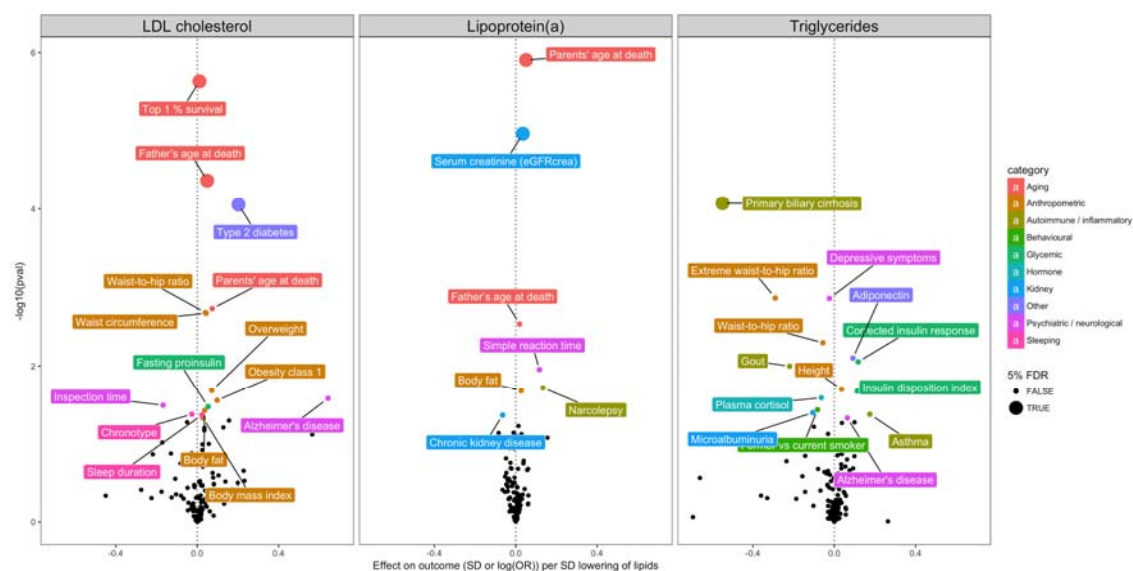 LDL cholesterol
Lipoprotein(a)
Triglycerides
6
4
2
0
-log10(pval)
Top 1 % survival
Father's age at death
Type 2 diabetes
Waist-to-hip ratio
Parents' age at death
Waist circumference
Overweight
Fasting proinsulin
Obesity class 1
Inspection time
Chronotype
Alzheimer's disease
Sleep duration
Body fat
Body mass index
Parents' age at death
Serum creatinine (eGFRcrea)
Father's age at death
Simple reaction time
Body fat
Narcolepsy
Chronic kidney disease
Primary biliary cirrhosis
Extreme waist-to-hip ratio
Depressive symptoms
Adiponectin
Waist-to-hip ratio
Corrected insulin response
Gout
Height
Insulin disposition index
Plasma cortisol
Microalbuminuria
Former vs current smoker
Asthma
Alzheimer's disease
-0.4 0.0 0.4
-0.4 0.0 0.4
-0.4 0.0 0.4
Effect on outcome (SD or log(OR)) per SD lowering of lipids
category
a Aging
a Anthropometric
a Autoimmune / inflammatory
a Behavioural
a Glycemic
a Hormone
a Kidney
a Other
a Psychiatric / neurological
a Sleeping
5% FDR
FALSE
TRUE